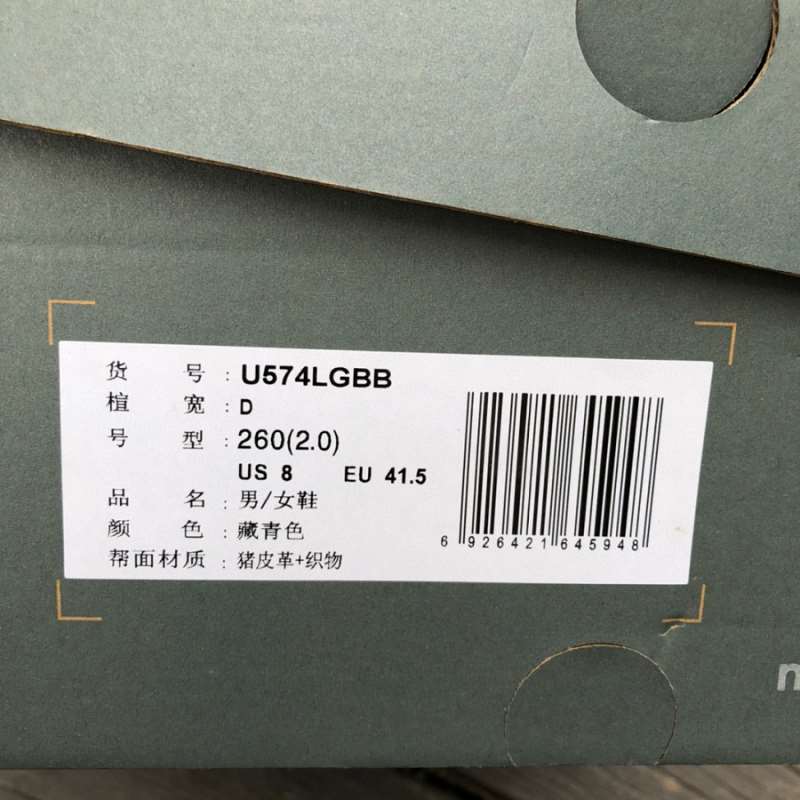 货 号 : U574LGBB
楦 宽 : D
号 型 : 260(2.0)
US 8 EU 41.5
品 名 : 男/女鞋
颜 色 : 藏青色
帮面材质 : 猪皮革+织物
6 926421 645948